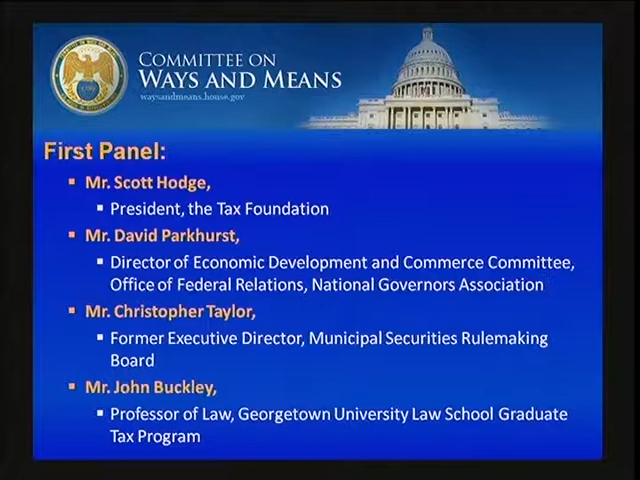 COMMITTEE ON
WAYS AND MEANS
waysandmeans.house.gov
First Panel:
▪ Mr. Scott Hodge,
▪ President, the Tax Foundation
▪ Mr. David Parkhurst,
▪ Director of Economic Development and Commerce Committee,
Office of Federal Relations, National Governors Association
▪ Mr. Christopher Taylor,
▪ Former Executive Director, Municipal Securities Rulemaking
Board
▪ Mr. John Buckley,
▪ Professor of Law, Georgetown University Law School Graduate
Tax Program